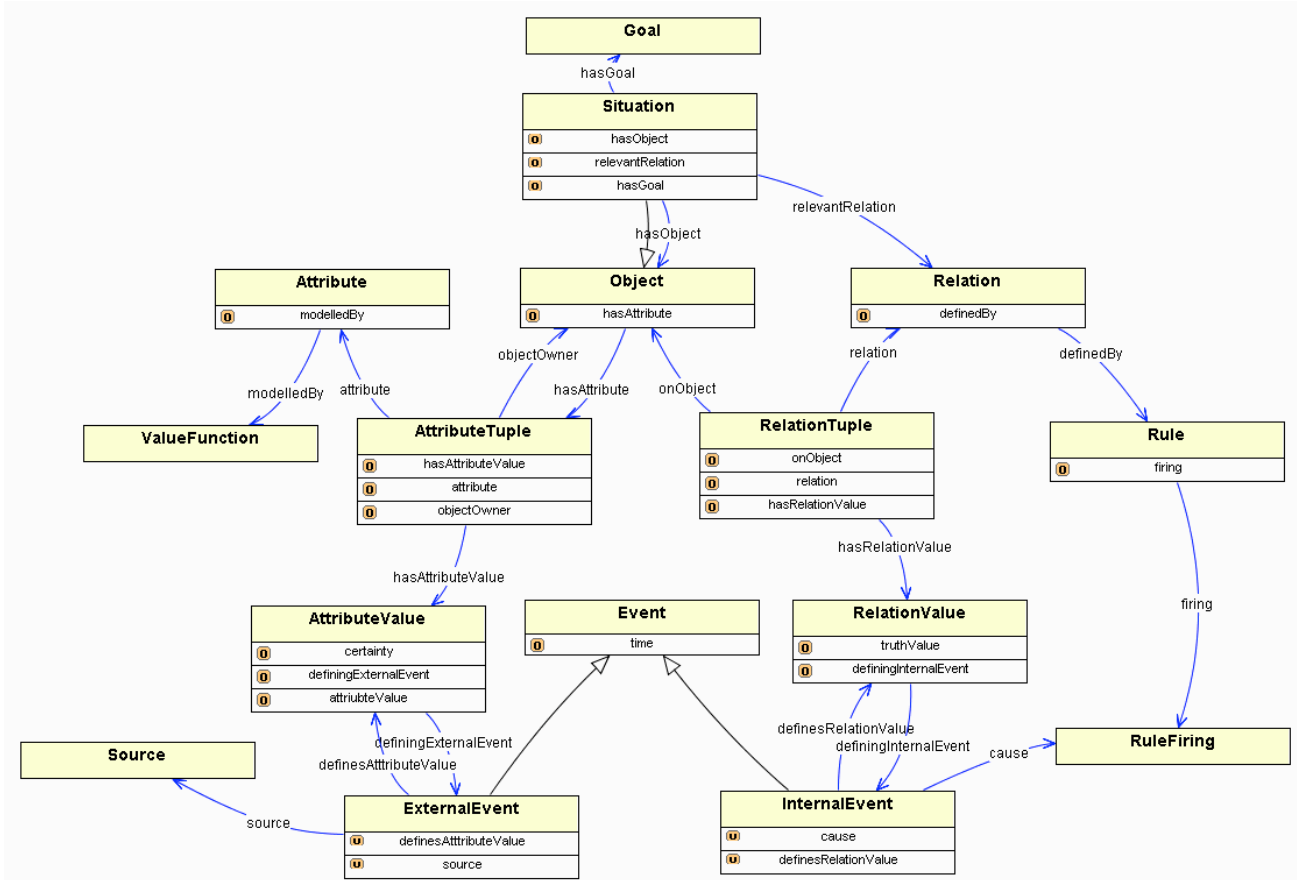 Goal
hasGoal
Situation
O hasObject
O relevantRelation
O hasGoal
relevantRelation
hasObject
Attribute
O modelledBy
Object
O hasAttribute
Relation
O definedBy
objectOwner
relation
definedBy
modelledBy
attribute
hasAttribute
onObject
ValueFunction
AttributeTuple
O hasAttributeValue
O attribute
O objectOwner
RelationTuple
O onObject
O relation
O hasRelationValue
Rule
O firing
hasRelationValue
hasAttributeValue
firing
AttributeValue
O certainty
O definingExternalEvent
O attriubteValue
Event
O time
RelationValue
O truthValue
O definingInternalEvent
definesRelationValue
definingExternalEvent
definingInternalEvent
Source
definesAtttributeValue
cause
RuleFiring
ExternalEvent
U definesAtttributeValue
U source
InternalEvent
U cause
U definesRelationValue
source